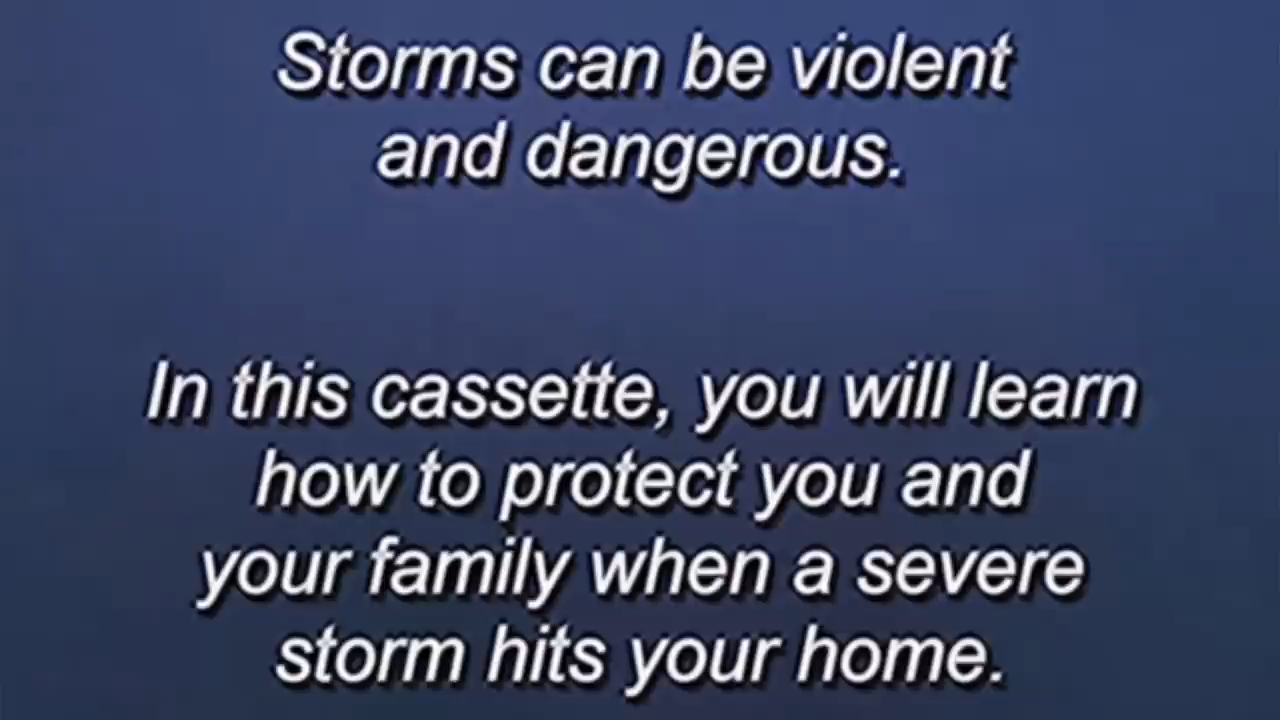 Storms can be violent
and dangerous.
In this cassette, you will learn
how to protect you and
your family when a severe
storm hits your home.